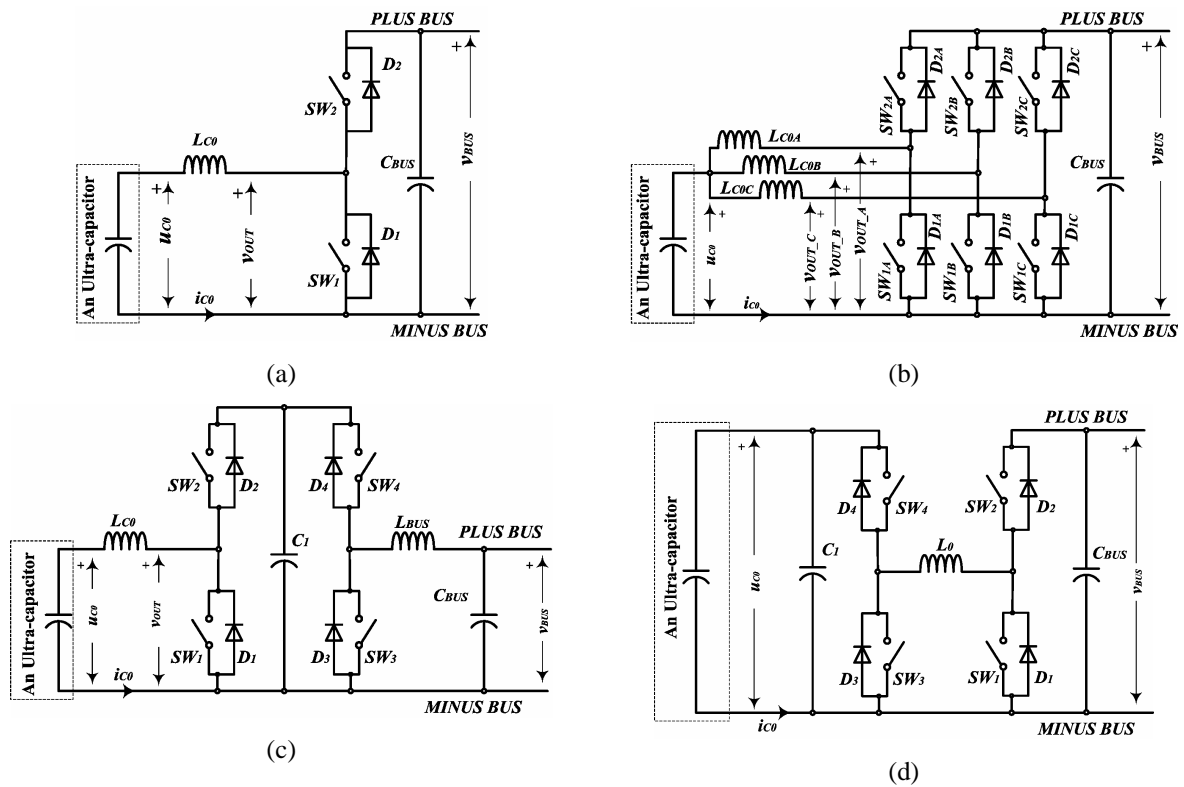 PLUS BUS
D2
SW2
LC0
CBUS
vBUS
An Ultra-capacitor
uC0
vOUT
D1
SW1
iC0
MINUS BUS
(a)
PLUS BUS
D2A
D2B
D2C
SW2A
SW2B
SW2C
LC0A
LC0B
LC0C
CBUS
vBUS
An Ultra-capacitor
uC0
vOUT_C
vOUT_B
vOUT_A
D1A
D1B
D1C
SW1A
SW1B
SW1C
iC0
MINUS BUS
(b)
SW2
D2
D4
SW4
LC0
C1
LBUS
PLUS BUS
An Ultra-capacitor
uC0
vOUT
SW1
D1
D3
SW3
CBUS
vBUS
iC0
MINUS BUS
(c)
PLUS BUS
D4
SW4
SW2
D2
An Ultra-capacitor
uC0
C1
L0
CBUS
vBUS
D3
SW3
SW1
D1
iC0
MINUS BUS
(d)